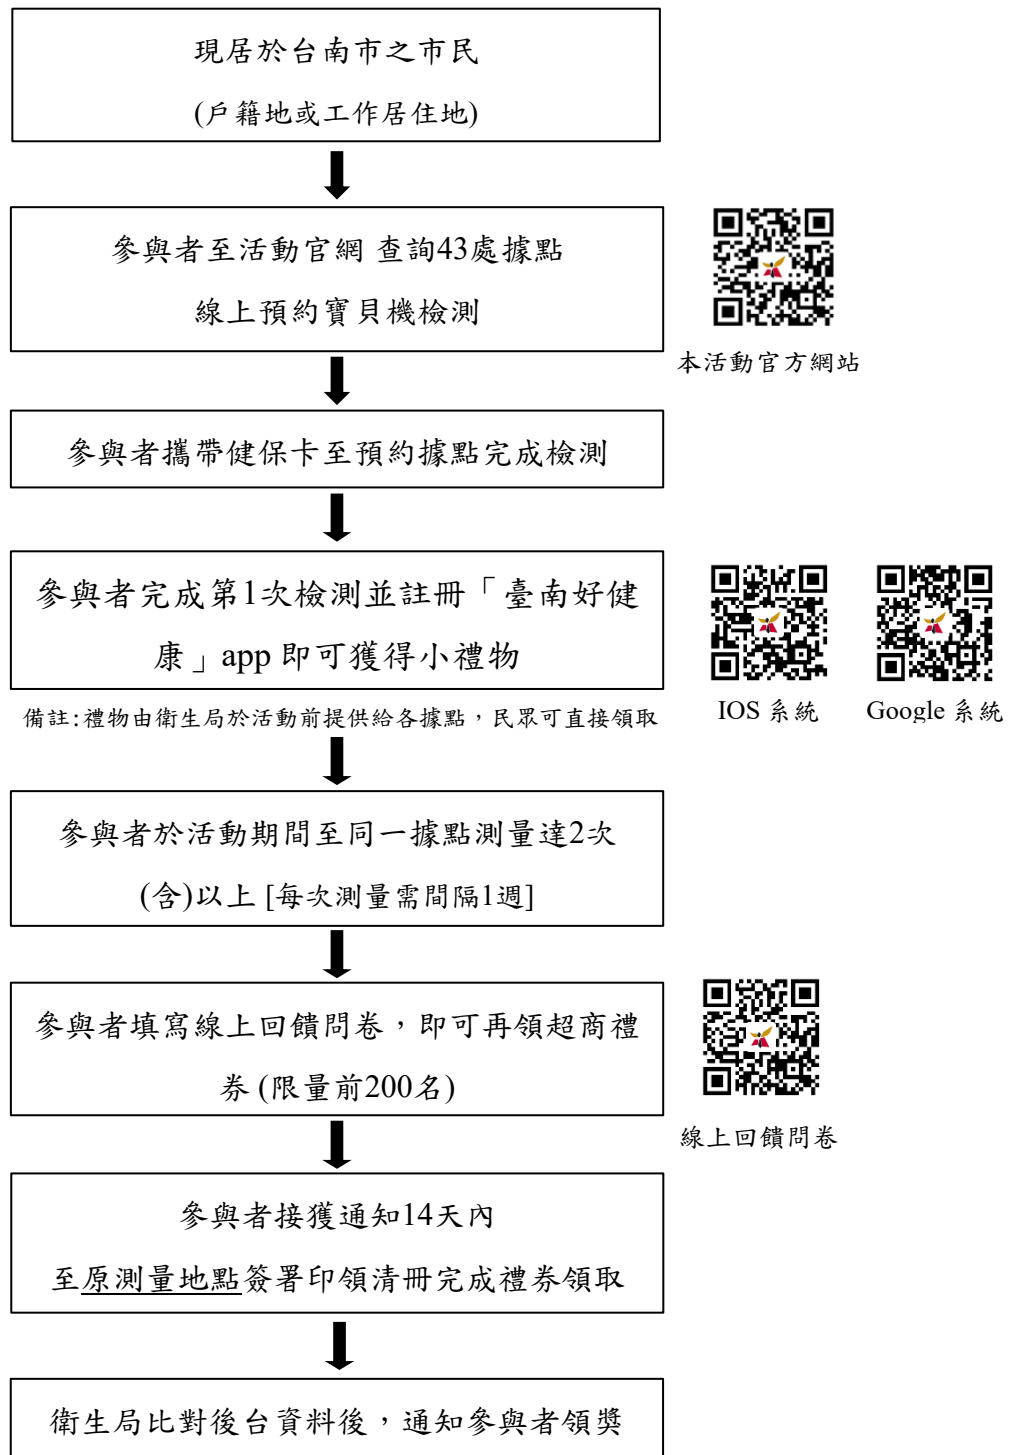 現居於台南市之市民
(戶籍地或工作居住地)
參與者至活動官網 查詢43處據點
線上預約寶貝機檢測
本活動官方網站
參與者攜帶健保卡至預約據點完成檢測
參與者完成第1次檢測並註冊「臺南好健
康」app 即可獲得小禮物
IOS 系統
Google 系統
備註:禮物由衛生局於活動前提供給各據點，民眾可直接領取
參與者於活動期間至同一據點測量達2次
(含)以上 [每次測量需間隔1週]
參與者填寫線上回饋問卷，即可再領超商禮
券 (限量前200名)
線上回饋問卷
參與者接獲通知14天內
至原測量地點簽署印領清冊完成禮券領取
衛生局比對後台資料後，通知參與者領獎